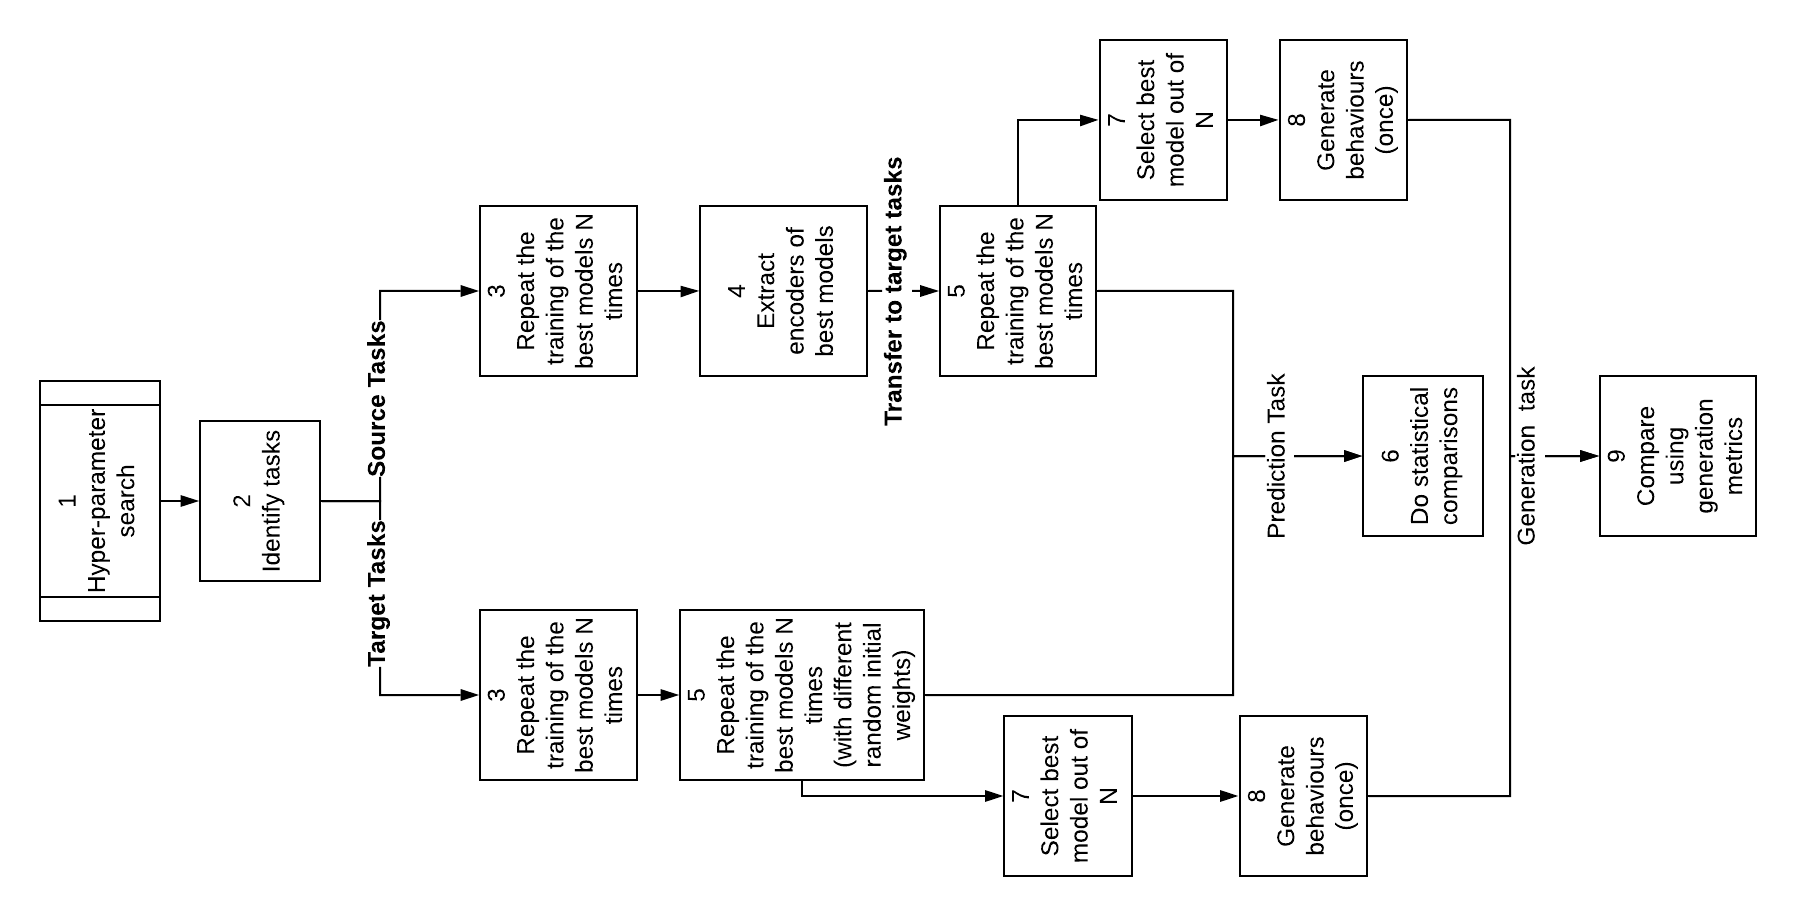 1
Hyper-parameter
search
2
Identify tasks
Target Tasks
Source Tasks
3
Repeat the
training of the
best models N
times
3
Repeat the
training of the
best models N
times
5
Repeat the
training of the
best models N
times
(with different
random initial
weights)
4
Extract
encoders of
best models
Transfer to target tasks
5
Repeat the
training of the
best models N
times
7
Select best
model out of
N
7
Select best
model out of
N
8
Generate
behaviours
(once)
8
Generate
behaviours
(once)
Prediction Task
6
Do statistical
comparisons
Generation task
9
Compare
using
generation
metrics